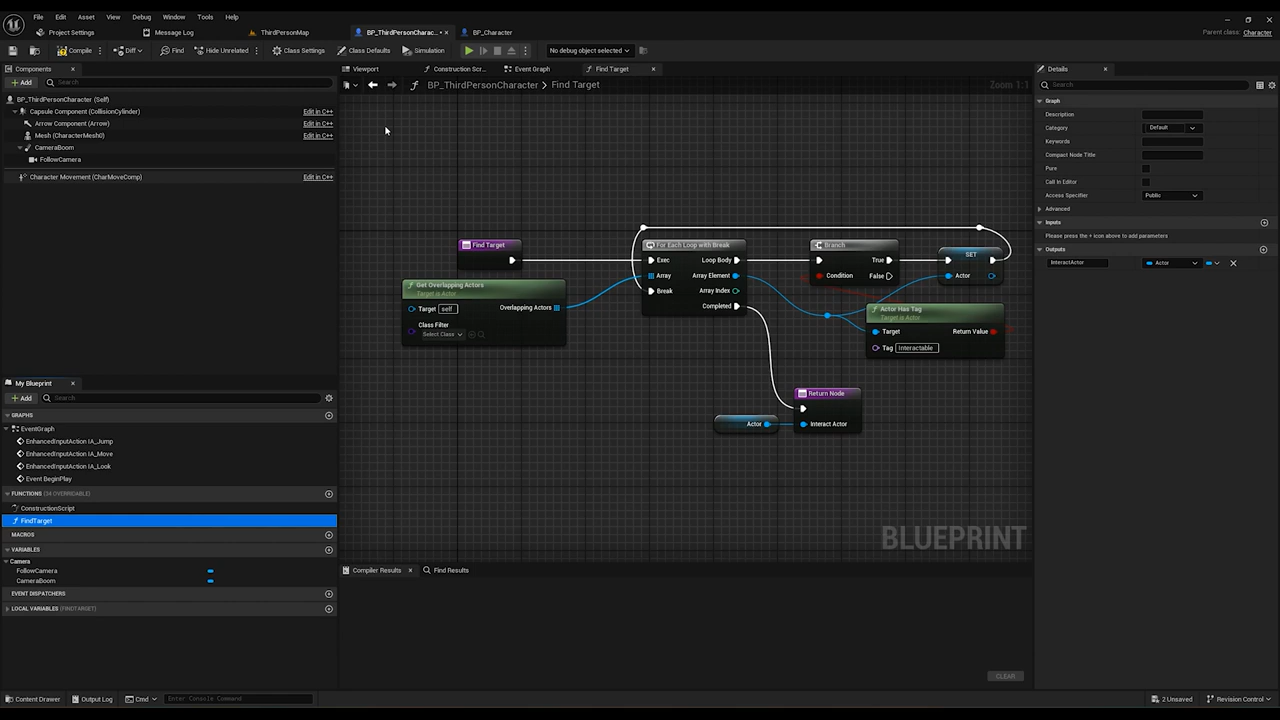 File Edit Asset View Debug Window Tools Help
Parent class: Character
Project Settings Message Log ThirdPersonMap BP_ThirdPersonCharac... BP_Character
Compile Diff Find Hide Unrelated Class Settings Class Defaults Simulation No debug object selected
Components Viewport Construction Scr... Event Graph Find Target Details
Add Search
BP_ThirdPersonCharacter > Find Target Zoom 1:1
Search
BP_ThirdPersonCharacter (Self)
Capsule Component (CollisionCylinder) Edit in C++
Arrow Component (Arrow) Edit in C++
Mesh (CharacterMesh0) Edit in C++
CameraBoom
FollowCamera
Character Movement (CharMoveComp) Edit in C++
Graph
Description
Category Default
Keywords
Compact Node Title
Pure
Call In Editor
Access Specifier Public
Advanced
Inputs
Please press the + icon above to add parameters
Outputs
InteractActor Actor
Find Target
For Each Loop with Break
Exec Loop Body
Array Array Element
Array Index
Break
Completed
Branch
True
Condition False
SET
Actor
Get Overlapping Actors
Target is Actor
Target self Overlapping Actors
Class Filter
Select Class
Actor Has Tag
Target is Actor
Target Return Value
Tag Interactable
Return Node
Actor Interact Actor
BLUEPRINT
My Blueprint
Add Search
GRAPHS
EventGraph
EnhancedInputAction IA_Jump
EnhancedInputAction IA_Move
EnhancedInputAction IA_Look
Event BeginPlay
FUNCTIONS (34 OVERRIDABLE)
ConstructionScript
FindTarget
MACROS
VARIABLES
Camera
FollowCamera
CameraBoom
EVENT DISPATCHERS
LOCAL VARIABLES (FINDTARGET)
Compiler Results Find Results
CLEAR
Content Drawer Output Log Cmd Enter Console Command 2 Unsaved Revision Control